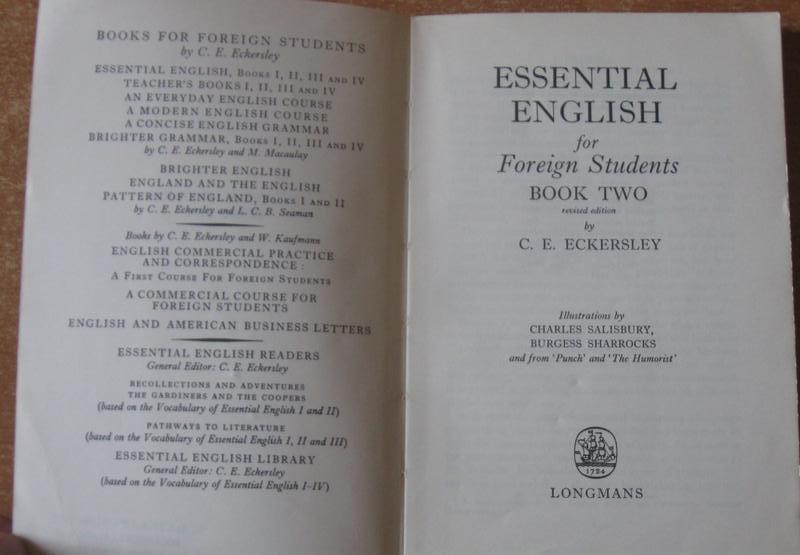 BOOKS FOR FOREIGN STUDENTS
by C. E. Eckersley
ESSENTIAL ENGLISH, BOOKS I, II, III AND IV
TEACHER'S BOOKS I, II, III AND IV
AN EVERYDAY ENGLISH COURSE
A MODERN ENGLISH COURSE
A CONCISE ENGLISH GRAMMAR
BRIGHTER GRAMMAR, BOOKS I, II, III AND IV
by C. E. Eckersley and M. Macaulay
BRIGHTER ENGLISH
ENGLAND AND THE ENGLISH
PATTERN OF ENGLAND, BOOKS I AND II
by C. E. Eckersley and L. C. B. Seaman
Books by C. E. Eckersley and W. Kaufmann
ENGLISH COMMERCIAL PRACTICE
AND CORRESPONDENCE :
A FIRST COURSE FOR FOREIGN STUDENTS
A COMMERCIAL COURSE FOR
FOREIGN STUDENTS
ENGLISH AND AMERICAN BUSINESS LETTERS
ESSENTIAL ENGLISH READERS
General Editor: C. E. Eckersley
RECOLLECTIONS AND ADVENTURES
THE GARDINERS AND THE COOPERS
(based on the Vocabulary of Essential English I and II)
PATHWAYS TO LITERATURE
(based on the Vocabulary of Essential English I, II and III)
ESSENTIAL ENGLISH LIBRARY
General Editor: C. E. Eckersley
(based on the Vocabulary of Essential English I–IV)
ESSENTIAL
ENGLISH
for
Foreign Students
BOOK TWO
revised edition
by
C. E. ECKERSLEY
Illustrations by
CHARLES SALISBURY,
BURGESS SHARROCKS
and from 'Punch' and 'The Humorist'
1724
LONGMANS